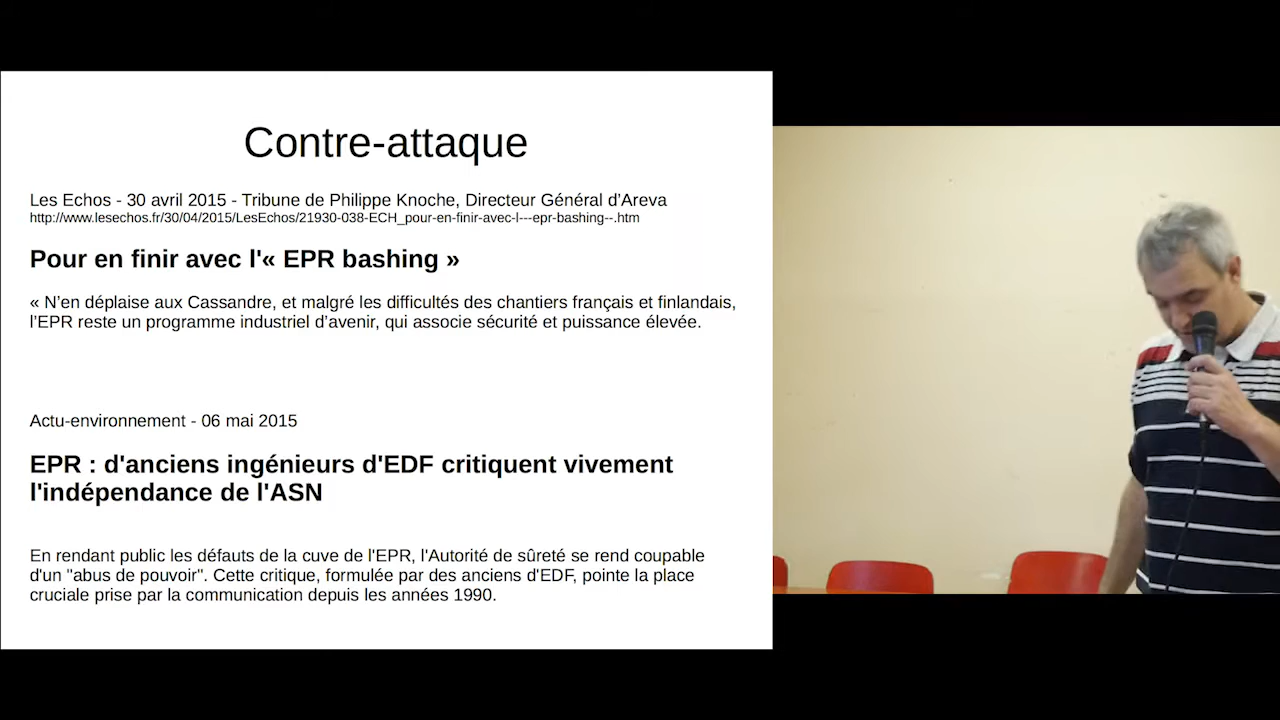 Contre-attaque
Les Echos - 30 avril 2015 - Tribune de Philippe Knoche, Directeur Général d'Areva
http://www.lesechos.fr/30/04/2015/LesEchos/21930-038-ECH_pour-en-finir-avec-l---epr-bashing--.htm
Pour en finir avec l'« EPR bashing »
« N'en déplaise aux Cassandre, et malgré les difficultés des chantiers français et finlandais,
l'EPR reste un programme industriel d'avenir, qui associe sécurité et puissance élevée.
Actu-environnement - 06 mai 2015
EPR : d'anciens ingénieurs d'EDF critiquent vivement
l'indépendance de l'ASN
En rendant public les défauts de la cuve de l'EPR, l'Autorité de sûreté se rend coupable
d'un "abus de pouvoir". Cette critique, formulée par des anciens d'EDF, pointe la place
cruciale prise par la communication depuis les années 1990.